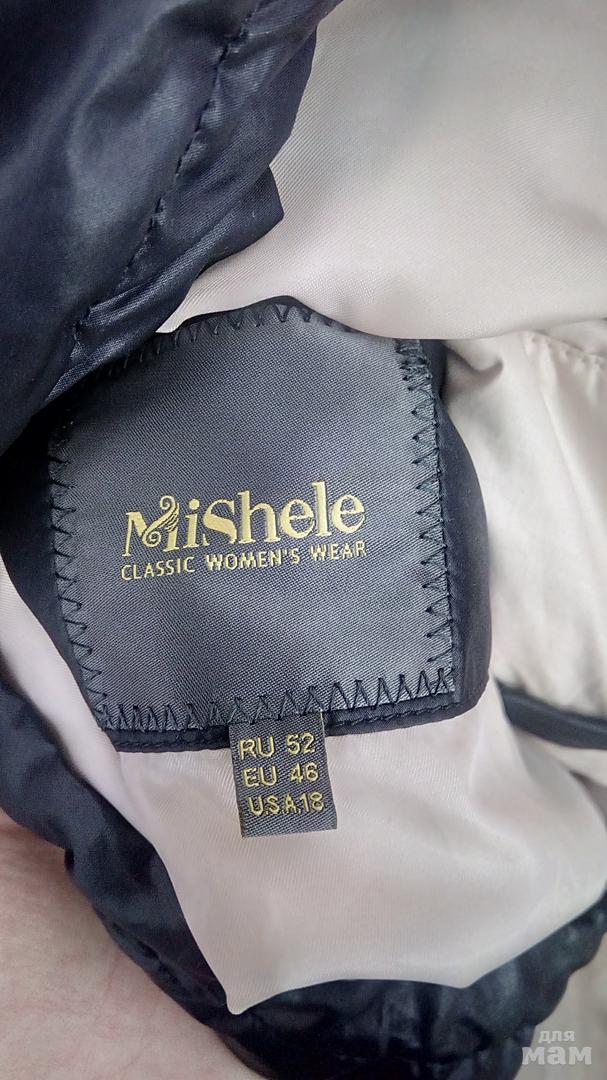 MiShele
CLASSIC WOMEN'S WEAR
RU 52
EU 46
USA 18
для
мам